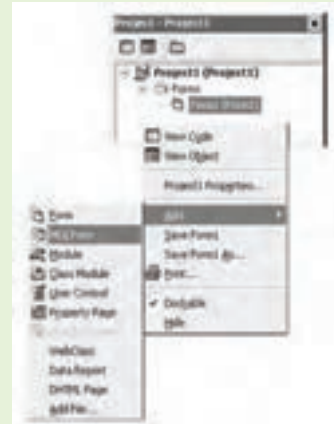 Project - Project1
Project1 (Project1)
Forms
Form1 (Form1)
View Code
View Object
Project1 Properties...
Add
Save Form1
Save Form1 As...
Print...
Dockable
Hide
Form
MDI Form
Module
Class Module
User Control
Property Page
WebClass
Data Report
DHTML Page
Add File...